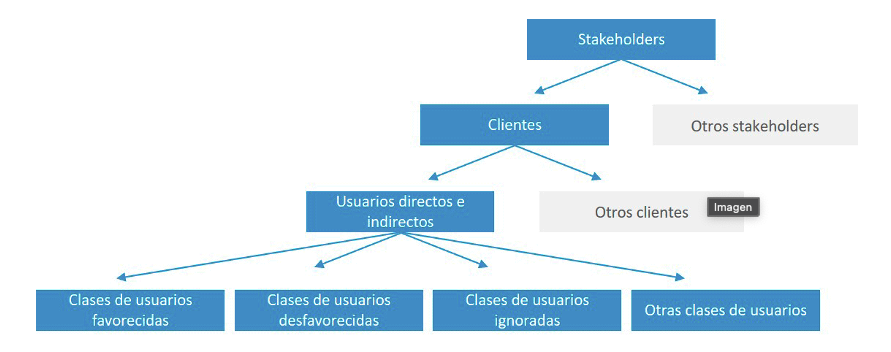 Stakeholders
Clientes
Otros stakeholders
Usuarios directos e
indirectos
Otros clientes
Imagen
Clases de usuarios
favorecidas
Clases de usuarios
desfavorecidas
Clases de usuarios
ignoradas
Otras clases de usuarios